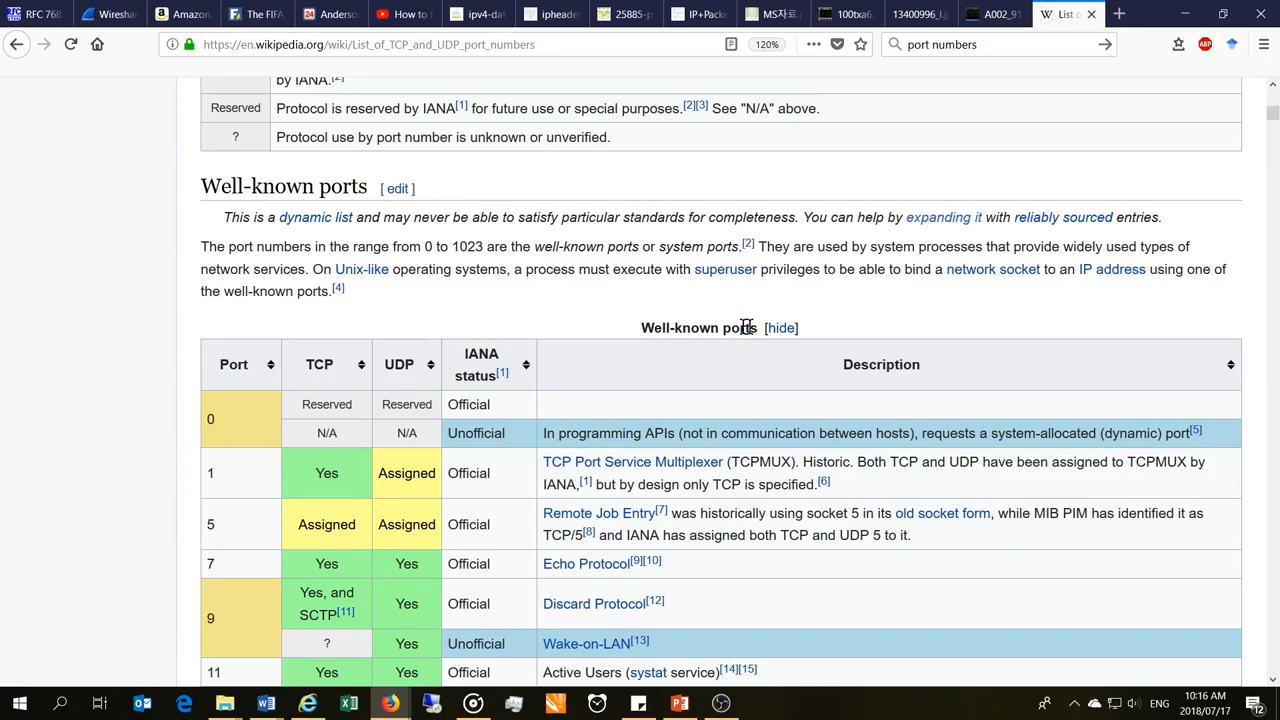 RFC 768
Wireshar
Amazon.
The FIFA
Anderso
How to f
ipv4-dat
ipheade
25885-p
IP+Packe
MS자료.p
100txa6.
13400996_l.j
A002_91
List o
https://en.wikipedia.org/wiki/List_of_TCP_and_UDP_port_numbers
120%
port numbers
by IANA.[2]
Reserved Protocol is reserved by IANA[1] for future use or special purposes.[2][3] See "N/A" above.
? Protocol use by port number is unknown or unverified.
Well-known ports [ edit ]
This is a dynamic list and may never be able to satisfy particular standards for completeness. You can help by expanding it with reliably sourced entries.
The port numbers in the range from 0 to 1023 are the well-known ports or system ports.[2] They are used by system processes that provide widely used types of
network services. On Unix-like operating systems, a process must execute with superuser privileges to be able to bind a network socket to an IP address using one of
the well-known ports.[4]
Well-known ports [hide]
Port TCP UDP IANA status[1] Description
0 Reserved Reserved Official
N/A N/A Unofficial In programming APIs (not in communication between hosts), requests a system-allocated (dynamic) port[5]
1 Yes Assigned Official TCP Port Service Multiplexer (TCPMUX). Historic. Both TCP and UDP have been assigned to TCPMUX by
IANA,[1] but by design only TCP is specified.[6]
5 Assigned Assigned Official Remote Job Entry[7] was historically using socket 5 in its old socket form, while MIB PIM has identified it as
TCP/5[8] and IANA has assigned both TCP and UDP 5 to it.
7 Yes Yes Official Echo Protocol[9][10]
9 Yes, and SCTP[11] Yes Official Discard Protocol[12]
? Yes Unofficial Wake-on-LAN[13]
11 Yes Yes Official Active Users (systat service)[14][15]
10:16 AM
2018/07/17
12